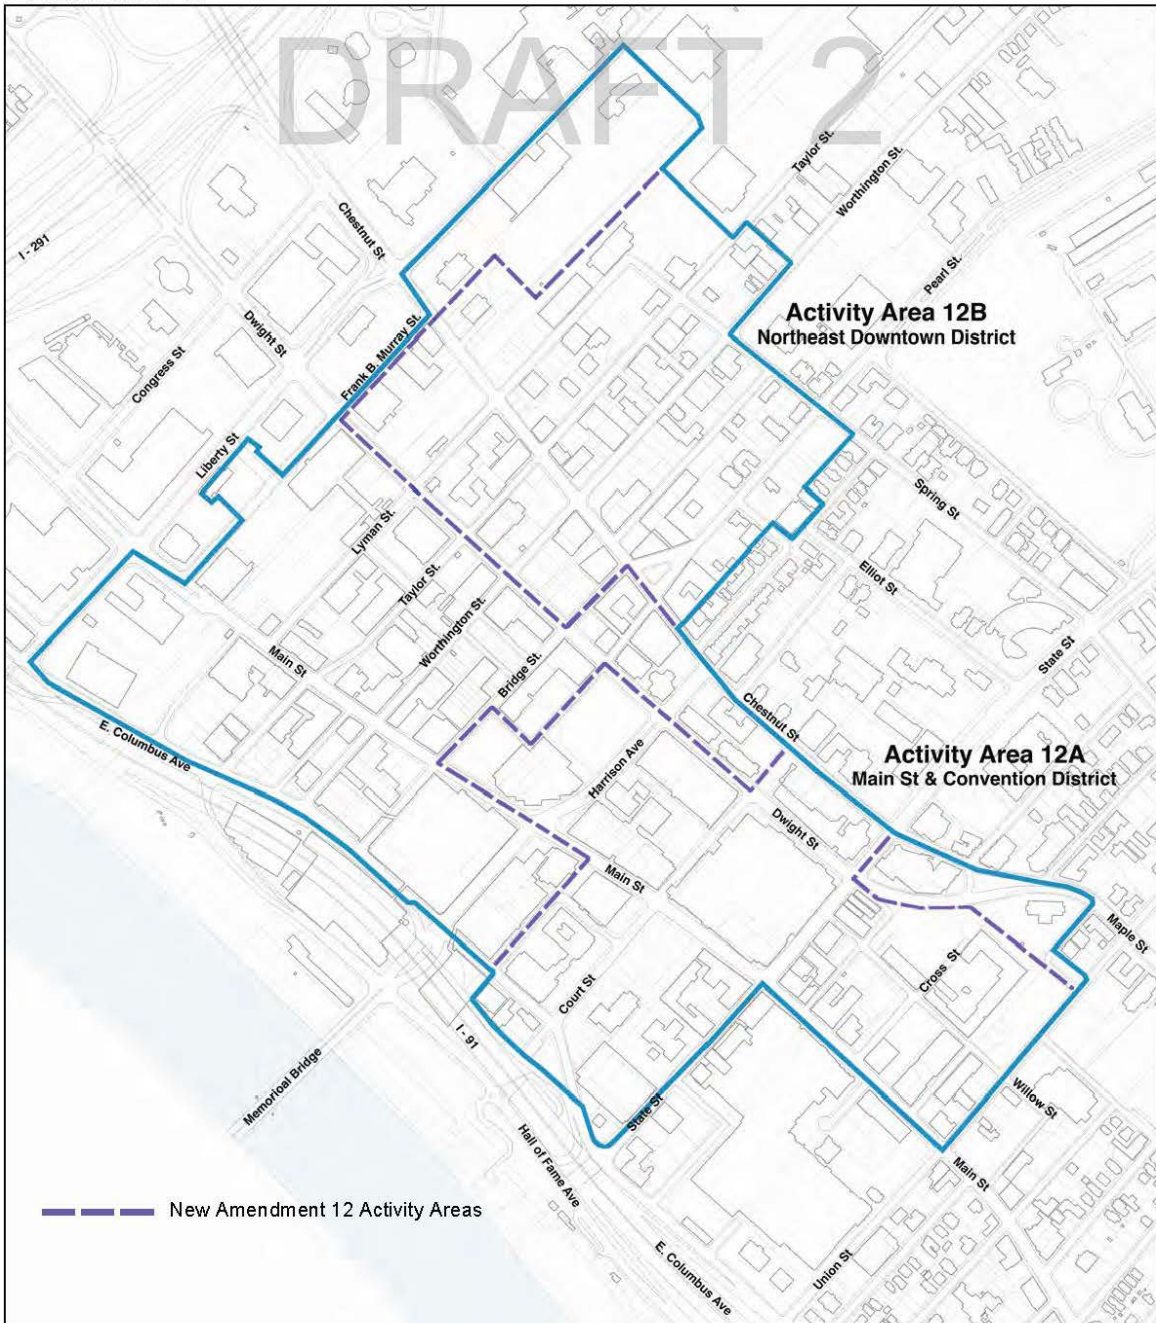 DRAFT 2
Taylor St.
Worthington St.
Chestnut St
Pearl St.
I - 291
Activity Area 12B
Northeast Downtown District
Dwight St
Frank B. Murray St.
Congress St
Liberty St
Spring St
Lyman St.
Elliot St
Taylor St.
Worthington St.
State St
Main St
Bridge St.
Chestnut St
E. Columbus Ave
Activity Area 12A
Main St & Convention District
Harrison Ave
Dwight St
Main St
Maple St
Cross St
Court St
I - 91
Memorioal Bridge
Willow St
State St
Hall of Fame Ave
Main St
New Amendment 12 Activity Areas
Union St
E. Columbus Ave